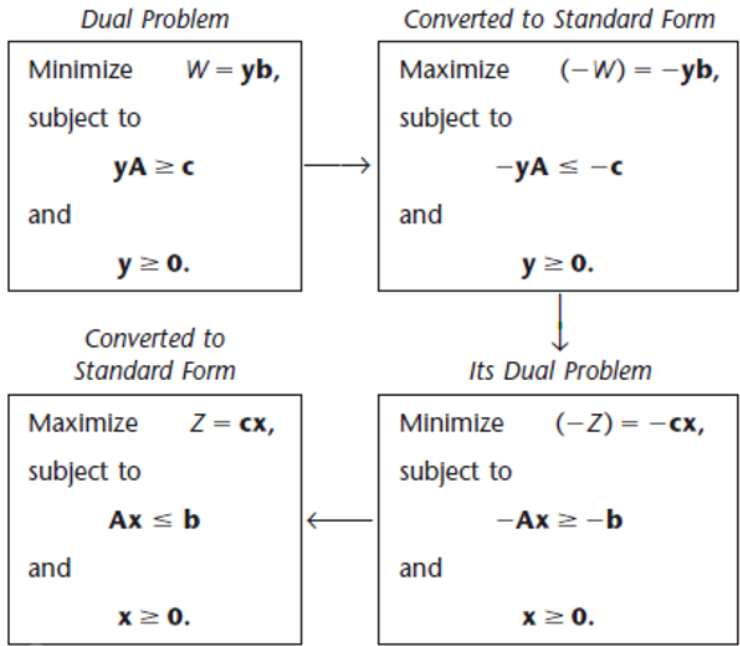 Dual Problem
Minimize W = yb,
subject to
yA ≥ c
and
y ≥ 0.
Converted to Standard Form
Maximize (−W) = −yb,
subject to
−yA ≤ −c
and
y ≥ 0.
Its Dual Problem
Minimize (−Z) = −cx,
subject to
−Ax ≥ −b
and
x ≥ 0.
Converted to
Standard Form
Maximize Z = cx,
subject to
Ax ≤ b
and
x ≥ 0.